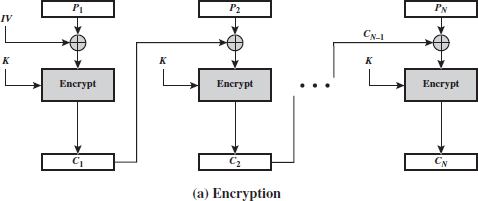 P₁ P₂ Pₙ
IV
Cₙ₋₁
K K K
Encrypt Encrypt • • • Encrypt
C₁ C₂ Cₙ
(a) Encryption